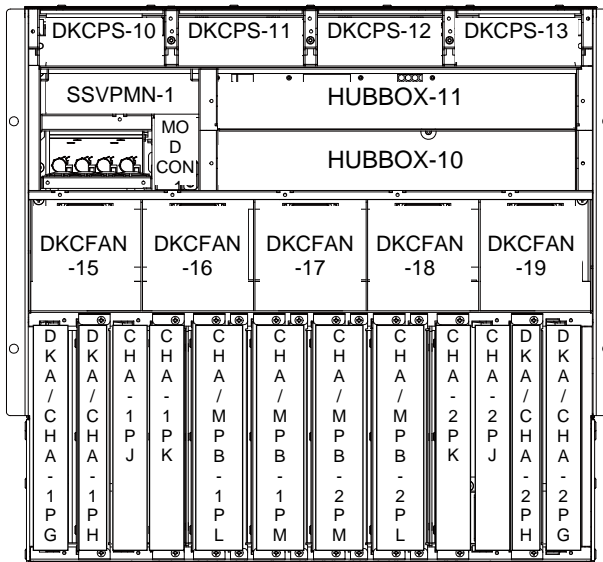 DKCPS-10
DKCPS-11
DKCPS-12
DKCPS-13
SSVPMN-1
HUBBOX-11
MO
D
CON
1
HUBBOX-10
DKCFAN
-15
DKCFAN
-16
DKCFAN
-17
DKCFAN
-18
DKCFAN
-19
DKA/CHA-1PG
DKA/CHA-1PH
CHA-1PJ
CHA-1PK
CHA/MPB-1PL
CHA/MPB-1PM
CHA/MPB-2PM
CHA/MPB-2PL
CHA-2PK
CHA-2PJ
DKA/CHA-2PH
DKA/CHA-2PG